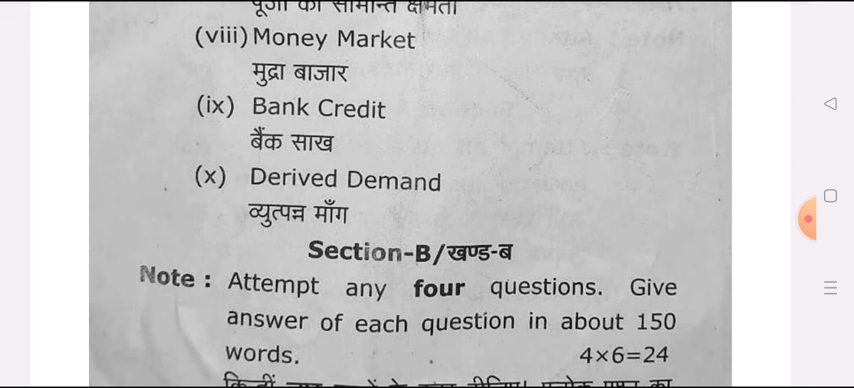 पूंजी की सीमान्त क्षमता
(viii) Money Market
मुद्रा बाजार
(ix) Bank Credit
बैंक साख
(x) Derived Demand
व्युत्पन्न माँग
Section-B/खण्ड-ब
Note : Attempt any four questions. Give
answer of each question in about 150
words. 4×6=24